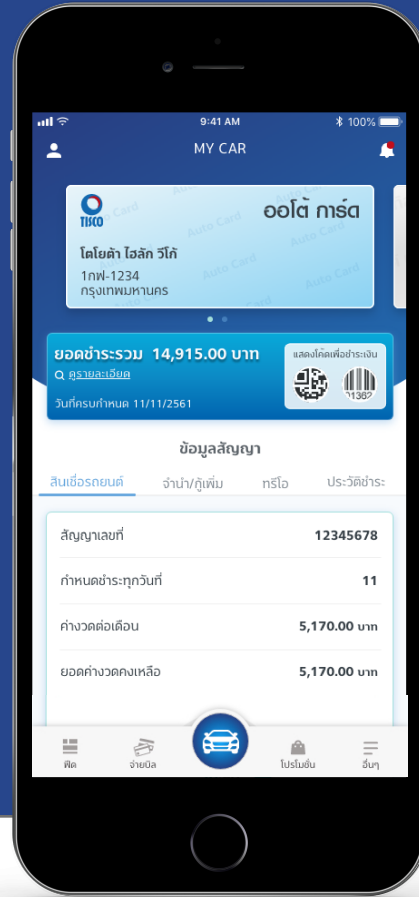 9:41 AM
100%
MY CAR
TISCO
ออโต้ การ์ด
Auto Card
Auto Card
Auto Card
Auto Card
Auto Card
โตโยต้า ไฮลัก วีโก้
1กฟ-1234
กรุงเทพมหานคร
ยอดชำระรวม 14,915.00 บาท
ดูรายละเอียด
วันที่ครบกำหนด 11/11/2561
แสดงโค้ดเพื่อชำระเงิน
01362
ข้อมูลสัญญา
สินเชื่อรถยนต์ จำนำ/กู้เพิ่ม ทรีโอ ประวัติชำระ
สัญญาเลขที่ 12345678
กำหนดชำระทุกวันที่ 11
ค่างวดต่อเดือน 5,170.00 บาท
ยอดค่างวดคงเหลือ 5,170.00 บาท
ฟีด จ่ายบิล โปรโมชั่น อื่นๆ